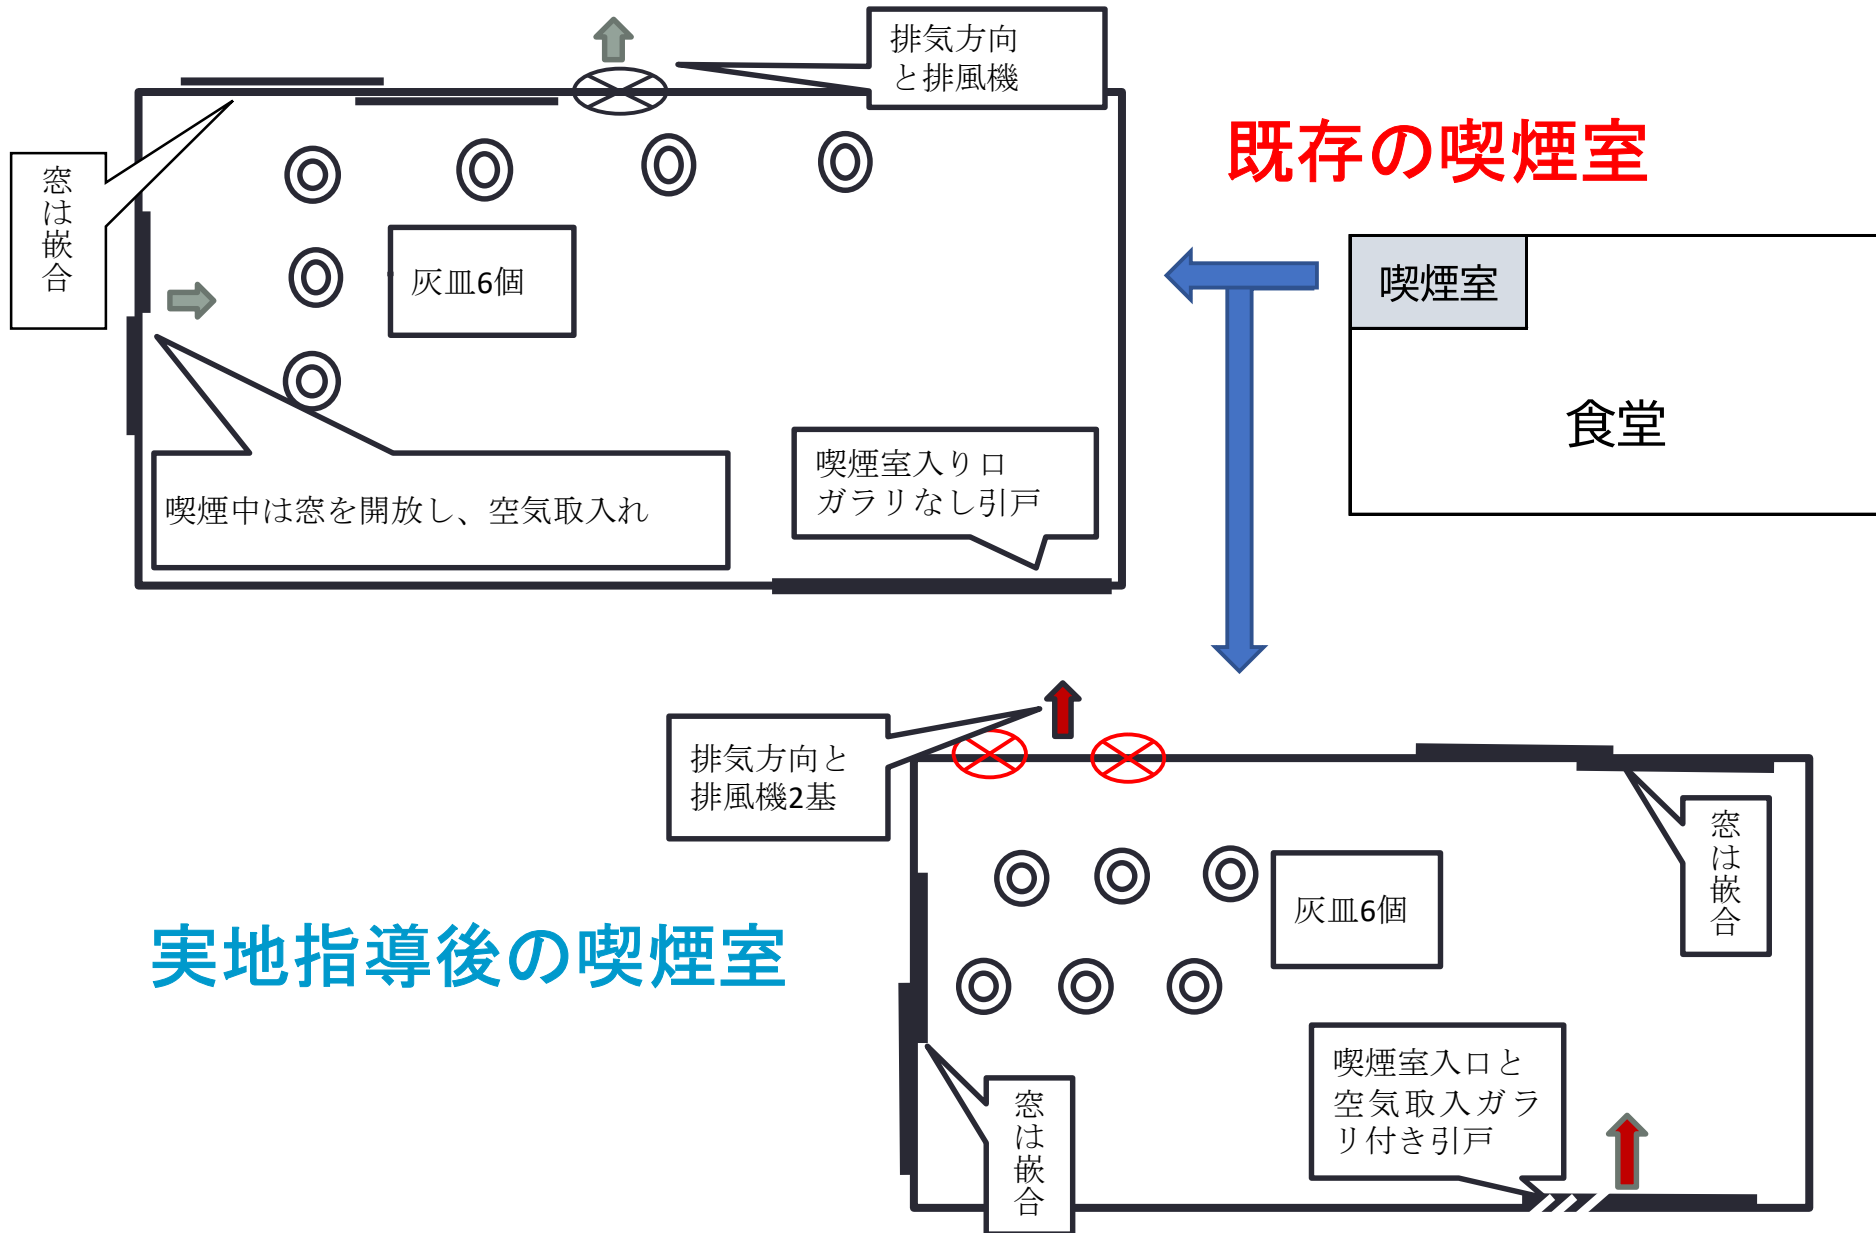 排気方向
と排風機
既存の喫煙室
窓は嵌合
灰皿6個
喫煙室
食堂
喫煙中は窓を開放し、空気取入れ
喫煙室入り口
ガラリなし引戸
排気方向と
排風機2基
窓は嵌合
灰皿6個
実地指導後の喫煙室
喫煙室入口と
空気取入ガラ
リ付き引戸
窓は嵌合